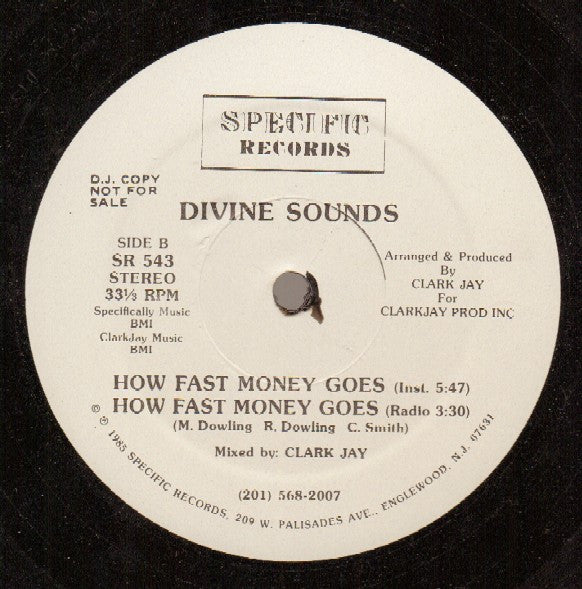 SPECIFIC
RECORDS
D.J. COPY
NOT FOR
SALE
DIVINE SOUNDS
SIDE B
SR 543
STEREO
33⅓ RPM
Specifically Music
BMI
ClarkJay Music
BMI
Arranged & Produced
By
CLARK JAY
For
CLARKJAY PROD INC
HOW FAST MONEY GOES (Inst. 5:47)
HOW FAST MONEY GOES (Radio 3:30)
(M. Dowling R. Dowling C. Smith)
Mixed by: CLARK JAY
(201) 568-2007
© ℗ 1985 SPECIFIC RECORDS, 209 W. PALISADES AVE., ENGLEWOOD, N.J. 67631